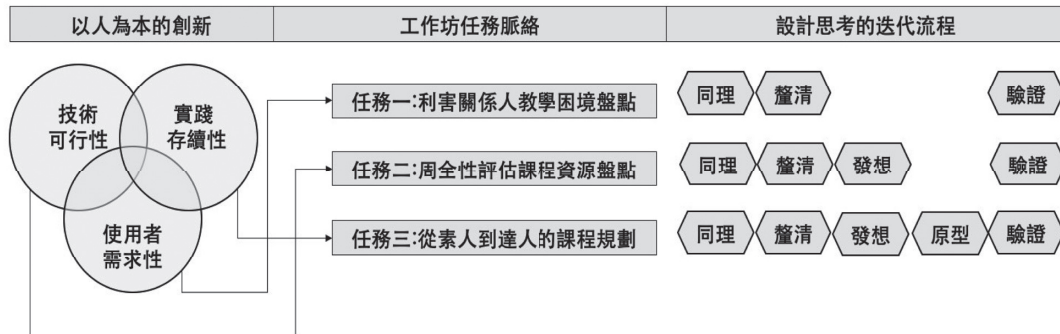 以人為本的創新
工作坊任務脈絡
設計思考的迭代流程
技術
可行性
實踐
存續性
使用者
需求性
任務一:利害關係人教學困境盤點
同理
釐清
驗證
任務二:周全性評估課程資源盤點
同理
釐清
發想
驗證
任務三:從素人到達人的課程規劃
同理
釐清
發想
原型
驗證